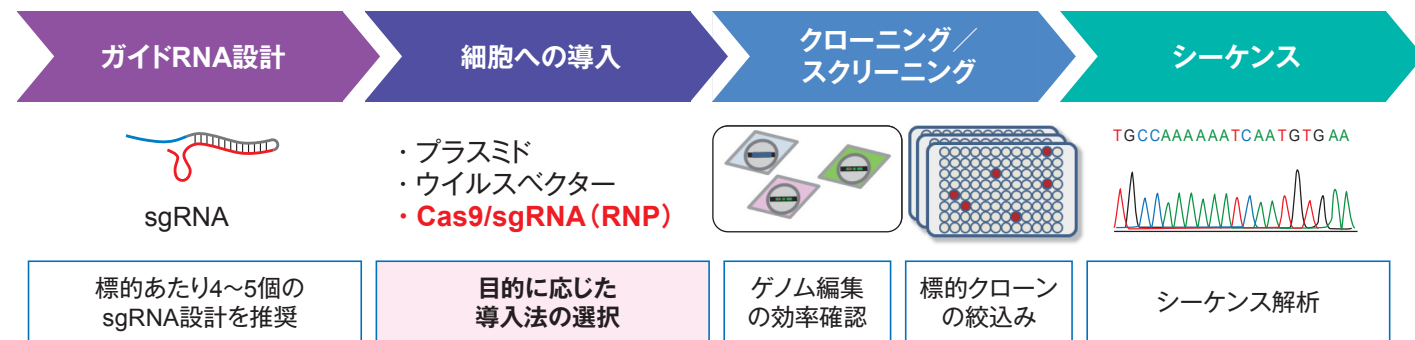 ガイドRNA設計
細胞への導入
クローニング／
スクリーニング
シーケンス
sgRNA
・プラスミド
・ウイルスベクター
・Cas9/sgRNA（RNP）
TGCCAAAAAATCAATGTGAA
標的あたり4～5個の
sgRNA設計を推奨
目的に応じた
導入法の選択
ゲノム編集
の効率確認
標的クローン
の絞込み
シーケンス解析